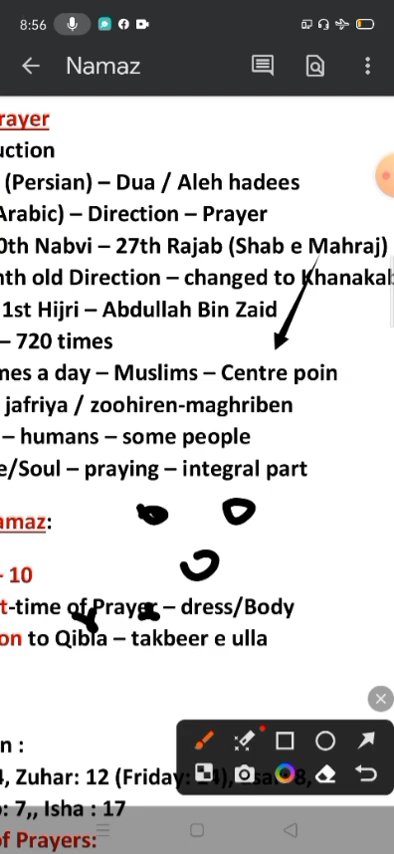 8:56
Namaz
rayer
uction
(Persian) – Dua / Aleh hadees
Arabic) – Direction – Prayer
0th Nabvi – 27th Rajab (Shab e Mahraj)
nth old Direction – changed to Khanakab
1st Hijri – Abdullah Bin Zaid
– 720 times
mes a day – Muslims – Centre poin
jafriya / zoohiren-maghriben
– humans – some people
e/Soul – praying – integral part
amaz:
- 10
t-time of Prayer – dress/Body
on to Qibla – takbeer e ulla
n :
4, Zuhar: 12 (Friday:
: 7,, Isha : 17
of Prayers: